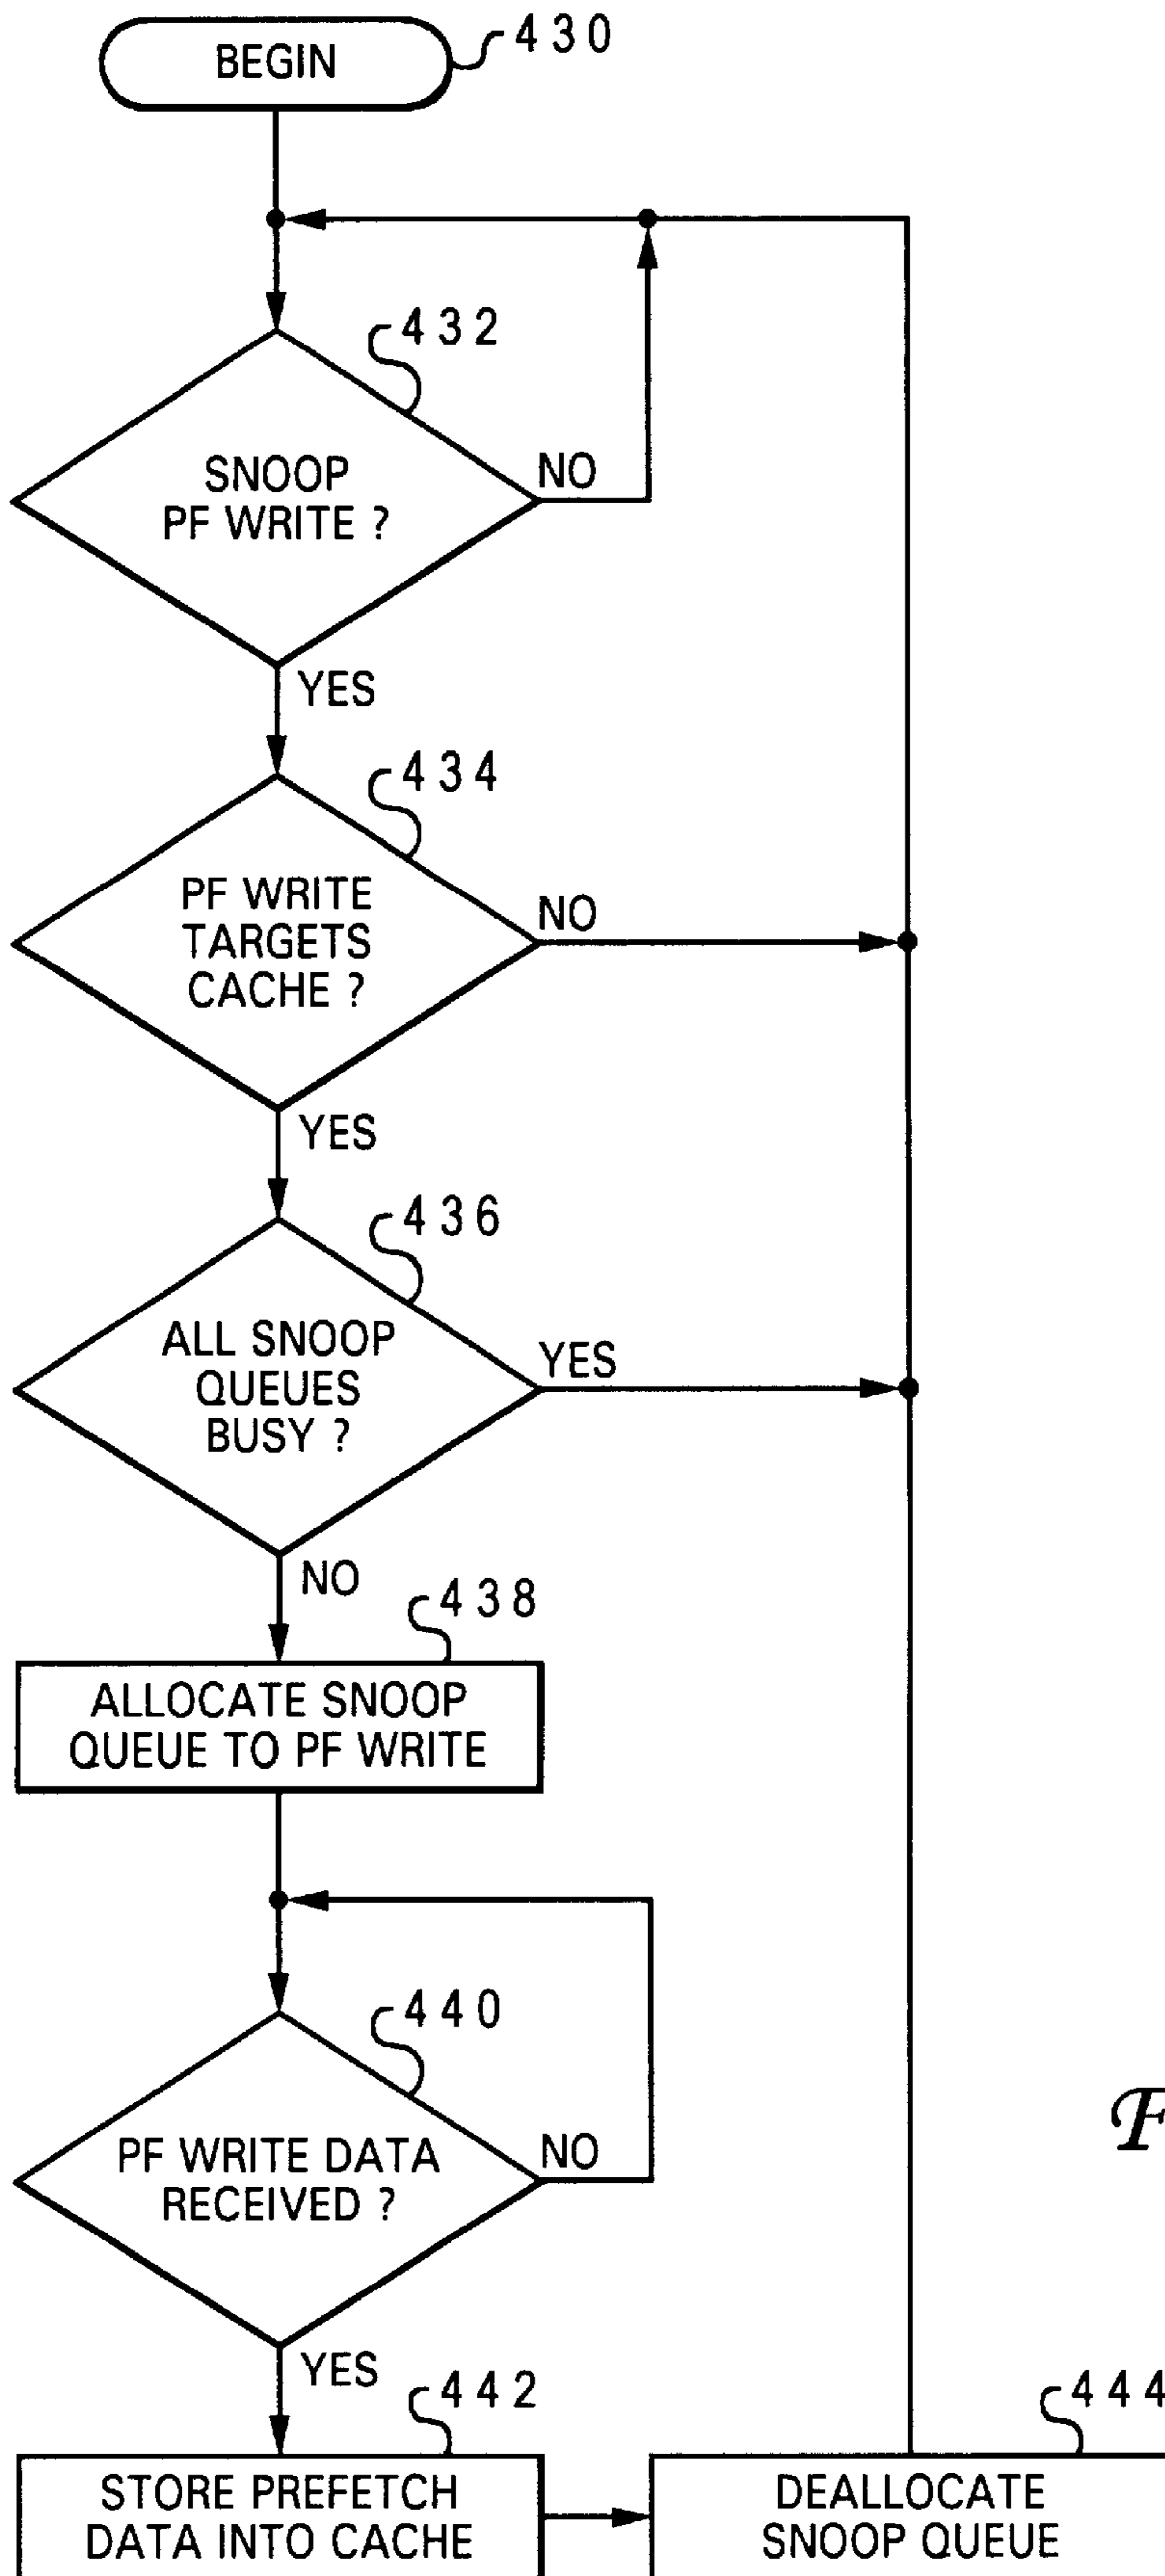 BEGIN
430
432
SNOOP
PF WRITE ?
NO
YES
434
PF WRITE
TARGETS
CACHE ?
NO
YES
436
ALL SNOOP
QUEUES
BUSY ?
YES
NO
438
ALLOCATE SNOOP
QUEUE TO PF WRITE
440
PF WRITE DATA
RECEIVED ?
NO
YES
442
STORE PREFETCH
DATA INTO CACHE
444
DEALLOCATE
SNOOP QUEUE
F